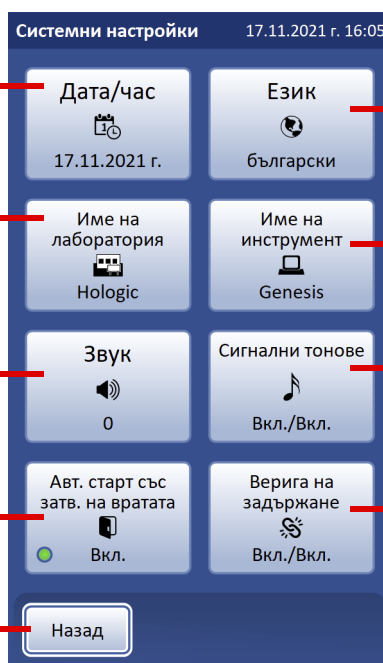 Системни настройки 17.11.2021 г. 16:05
Дата/час
1
17.11.2021 г.
Език
български
Име на
лаборатория
Hologic
Име на
инструмент
Genesis
Звук
0
Сигнални тонове
Вкл./Вкл.
Авт. старт със
затв. на вратата
Вкл.
Верига на
задържане
Вкл./Вкл.
Назад